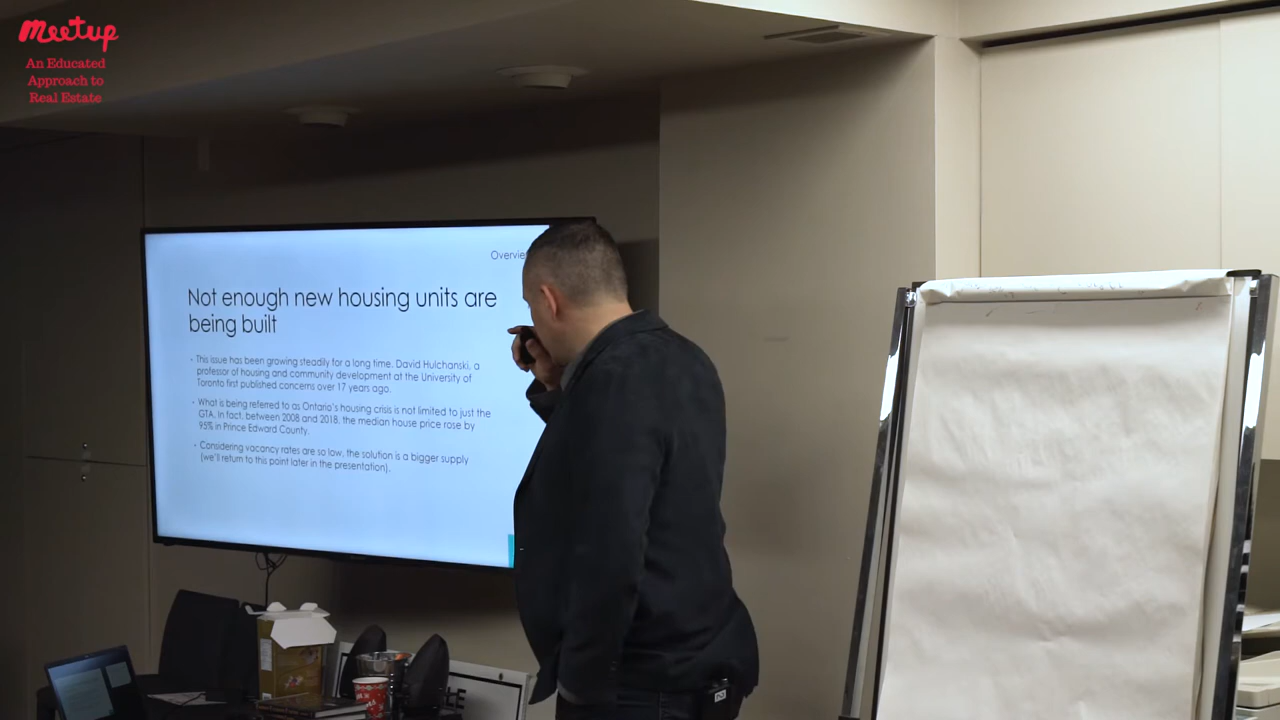 Meetup
An Educated
Approach to
Real Estate
Overvie
Not enough new housing units are
being built
- This issue has been growing steadily for a long time. David Hulchanski, a
professor of housing and community development at the University of
Toronto first published concerns over 17 years ago.
- What is being referred to as Ontario's housing crisis is not limited to just the
GTA. In fact, between 2008 and 2018, the median house price rose by
95% in Prince Edward County.
- Considering vacancy rates are so low, the solution is a bigger supply
(we'll return to this point later in the presentation).